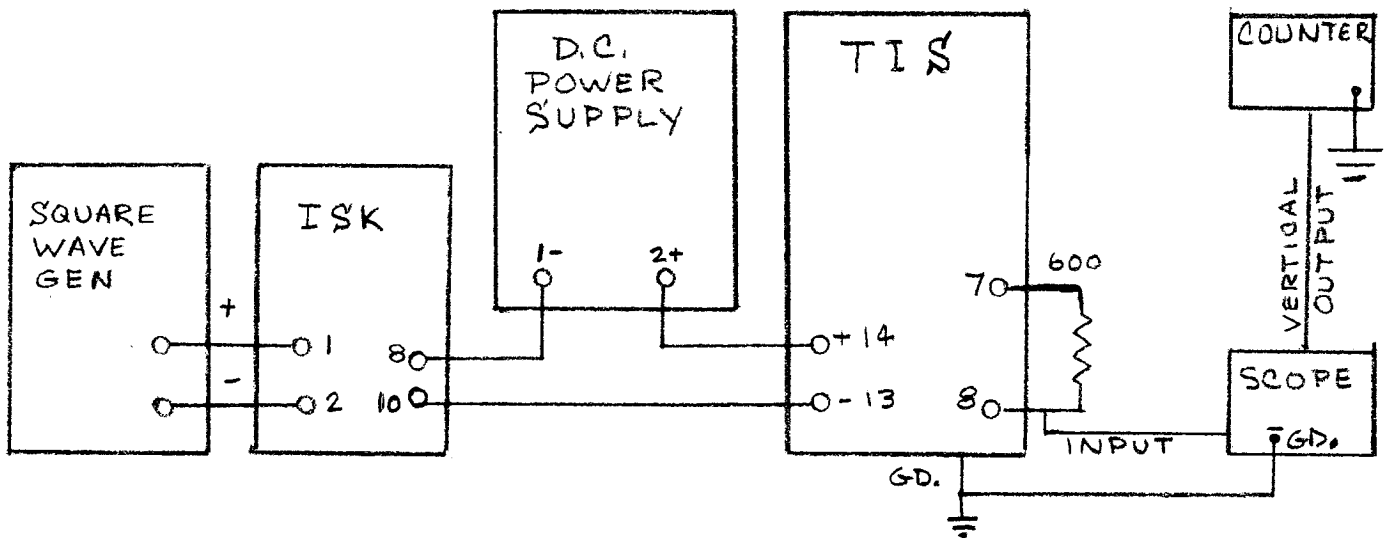 SQUARE
WAVE
GEN
+
-
ISK
1
2
8
10
D.C.
POWER
SUPPLY
1-
2+
TIS
+ 14
- 13
7
8
600
GD.
INPUT
COUNTER
VERTICAL
OUTPUT
SCOPE
- GD.